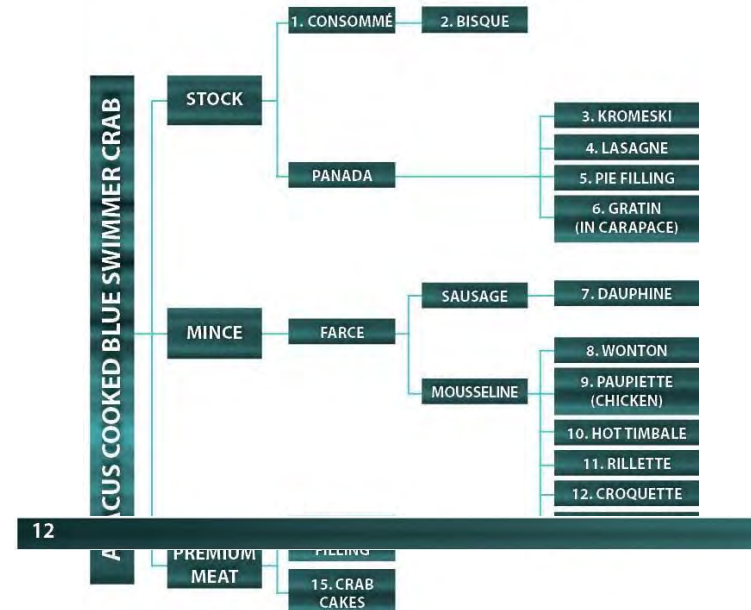 1. CONSOMMÉ
2. BISQUE
STOCK
PANADA
3. KROMESKI
4. LASAGNE
5. PIE FILLING
6. GRATIN
(IN CARAPACE)
COOKED BLUE SWIMMER CRAB
MINCE
FARCE
SAUSAGE
7. DAUPHINE
MOUSSELINE
8. WONTON
9. PAUPIETTE
(CHICKEN)
10. HOT TIMBALE
11. RILLETTE
12. CROQUETTE
12
PREMIUM
MEAT
FILLING
15. CRAB
CAKES